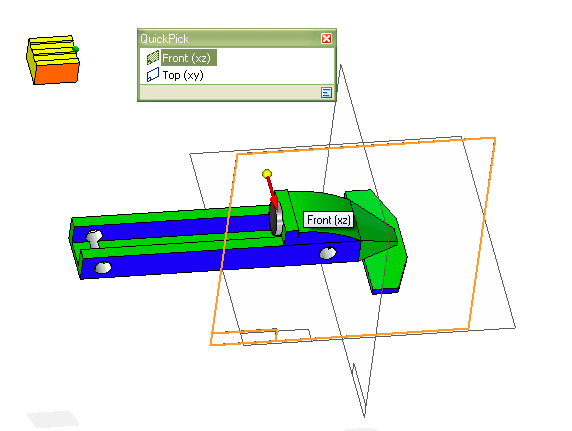 QuickPick
Front (xz)
Top (xy)
Front (xz)